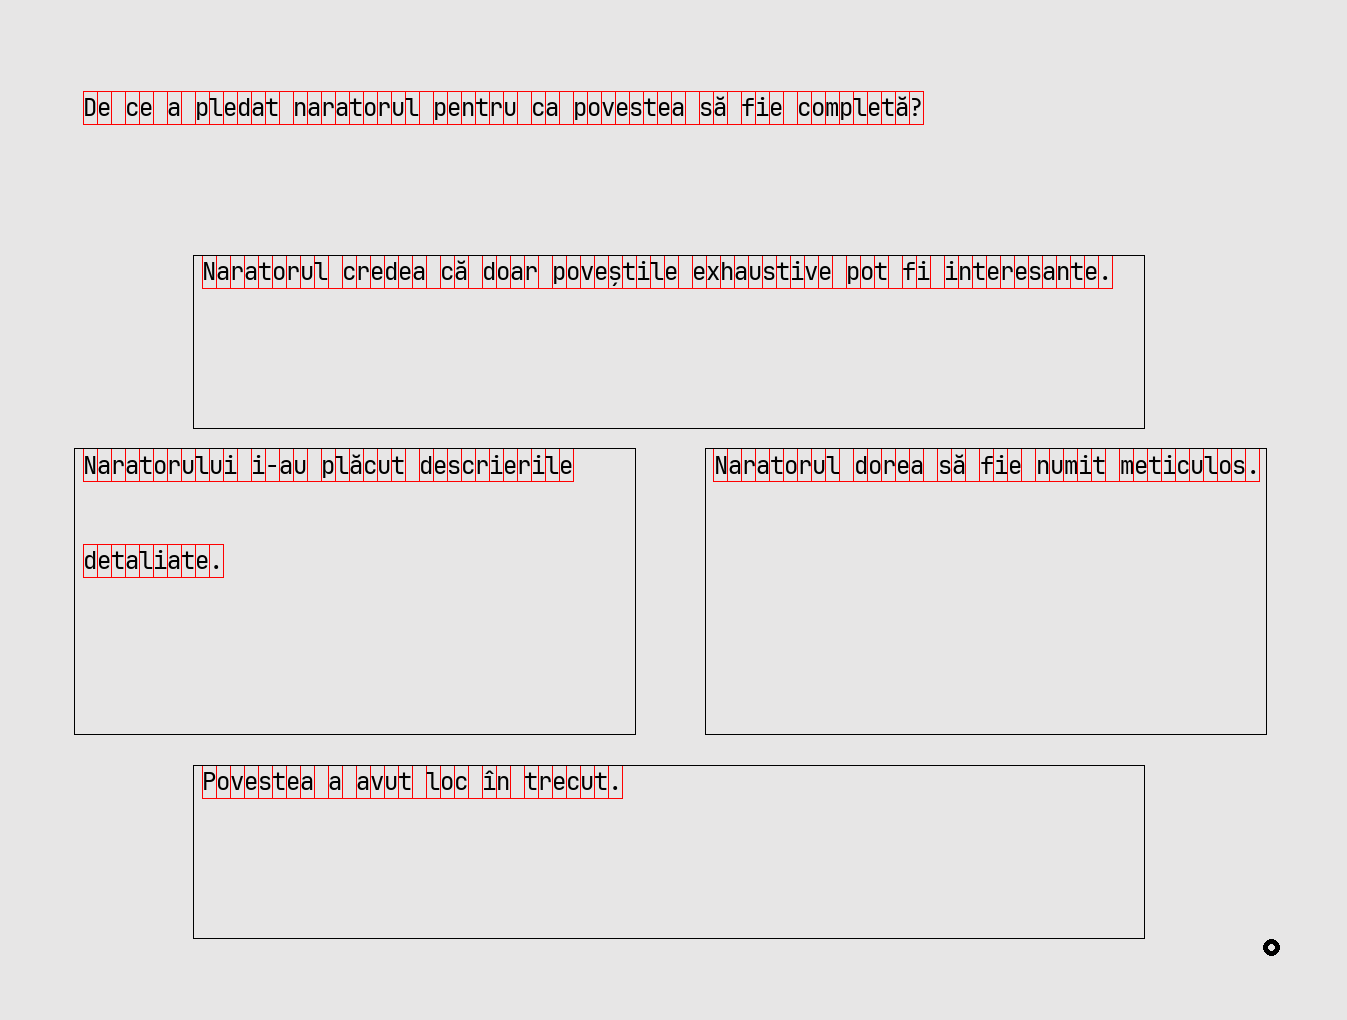 De ce a pledat naratorul pentru ca povestea să fie completă?
Naratorul credea că doar poveștile exhaustive pot fi interesante.
Naratorului i-au plăcut descrierile
detaliate.
Naratorul dorea să fie numit meticulos.
Povestea a avut loc în trecut.